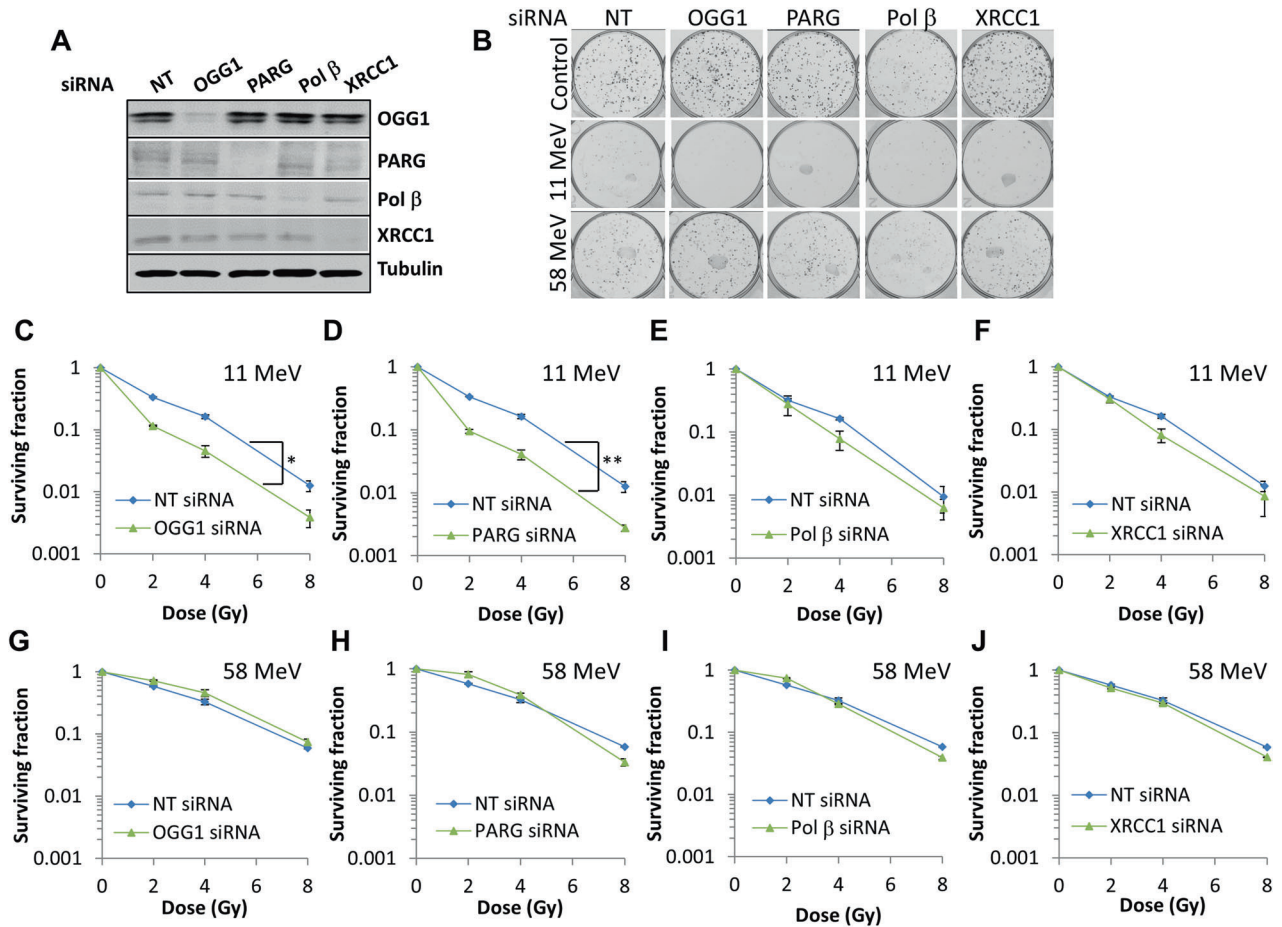 A
siRNA NT OGG1 PARG Pol β XRCC1
OGG1
PARG
Pol β
XRCC1
Tubulin
B
siRNA NT OGG1 PARG Pol β XRCC1
Control
11 MeV
58 MeV
C
11 MeV
Surviving fraction
1
0.1
0.01
0.001
*
NT siRNA
OGG1 siRNA
0 2 4 6 8
Dose (Gy)
D
11 MeV
Surviving fraction
1
0.1
0.01
0.001
**
NT siRNA
PARG siRNA
0 2 4 6 8
Dose (Gy)
E
11 MeV
Surviving fraction
1
0.1
0.01
0.001
NT siRNA
Pol β siRNA
0 2 4 6 8
Dose (Gy)
F
11 MeV
Surviving fraction
1
0.1
0.01
0.001
NT siRNA
XRCC1 siRNA
0 2 4 6 8
Dose (Gy)
G
58 MeV
Surviving fraction
1
0.1
0.01
0.001
NT siRNA
OGG1 siRNA
0 2 4 6 8
Dose (Gy)
H
58 MeV
Surviving fraction
1
0.1
0.01
0.001
NT siRNA
PARG siRNA
0 2 4 6 8
Dose (Gy)
I
58 MeV
Surviving fraction
1
0.1
0.01
0.001
NT siRNA
Pol β siRNA
0 2 4 6 8
Dose (Gy)
J
58 MeV
Surviving fraction
1
0.1
0.01
0.001
NT siRNA
XRCC1 siRNA
0 2 4 6 8
Dose (Gy)